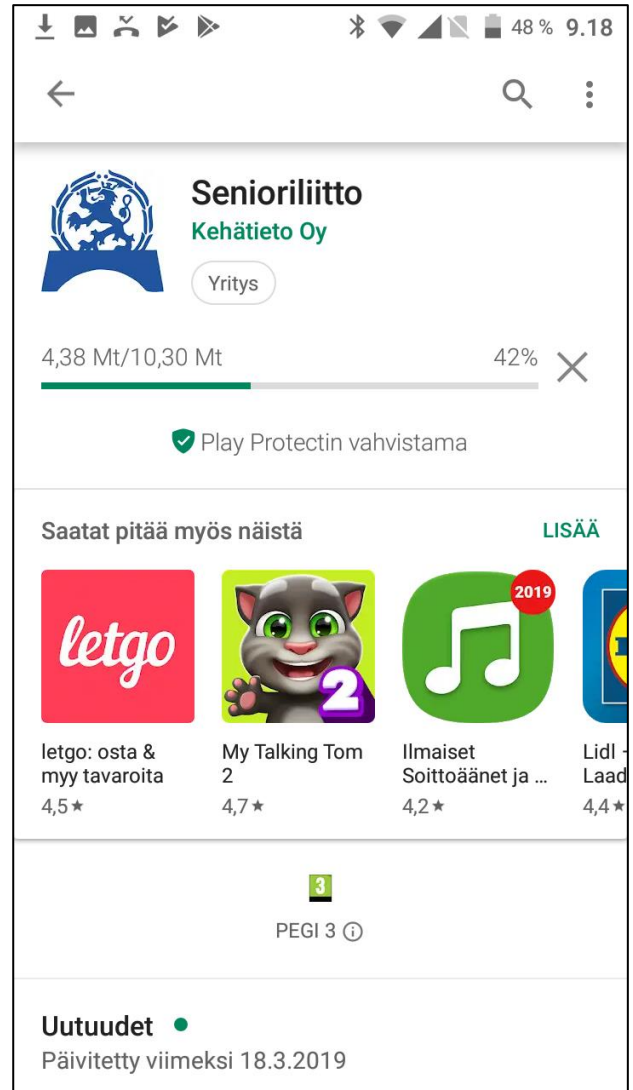 48 % 9.18
Senioriliitto
Kehätieto Oy
Yritys
4,38 Mt/10,30 Mt 42%
Play Protectin vahvistama
Saatat pitää myös näistä LISÄÄ
letgo
2
2019
letgo: osta & My Talking Tom Ilmaiset Lidl -
myy tavaroita 2 Soittoäänet ja ... Laad
4,5★ 4,7★ 4,2★ 4,4★
3
PEGI 3
Uutuudet
Päivitetty viimeksi 18.3.2019